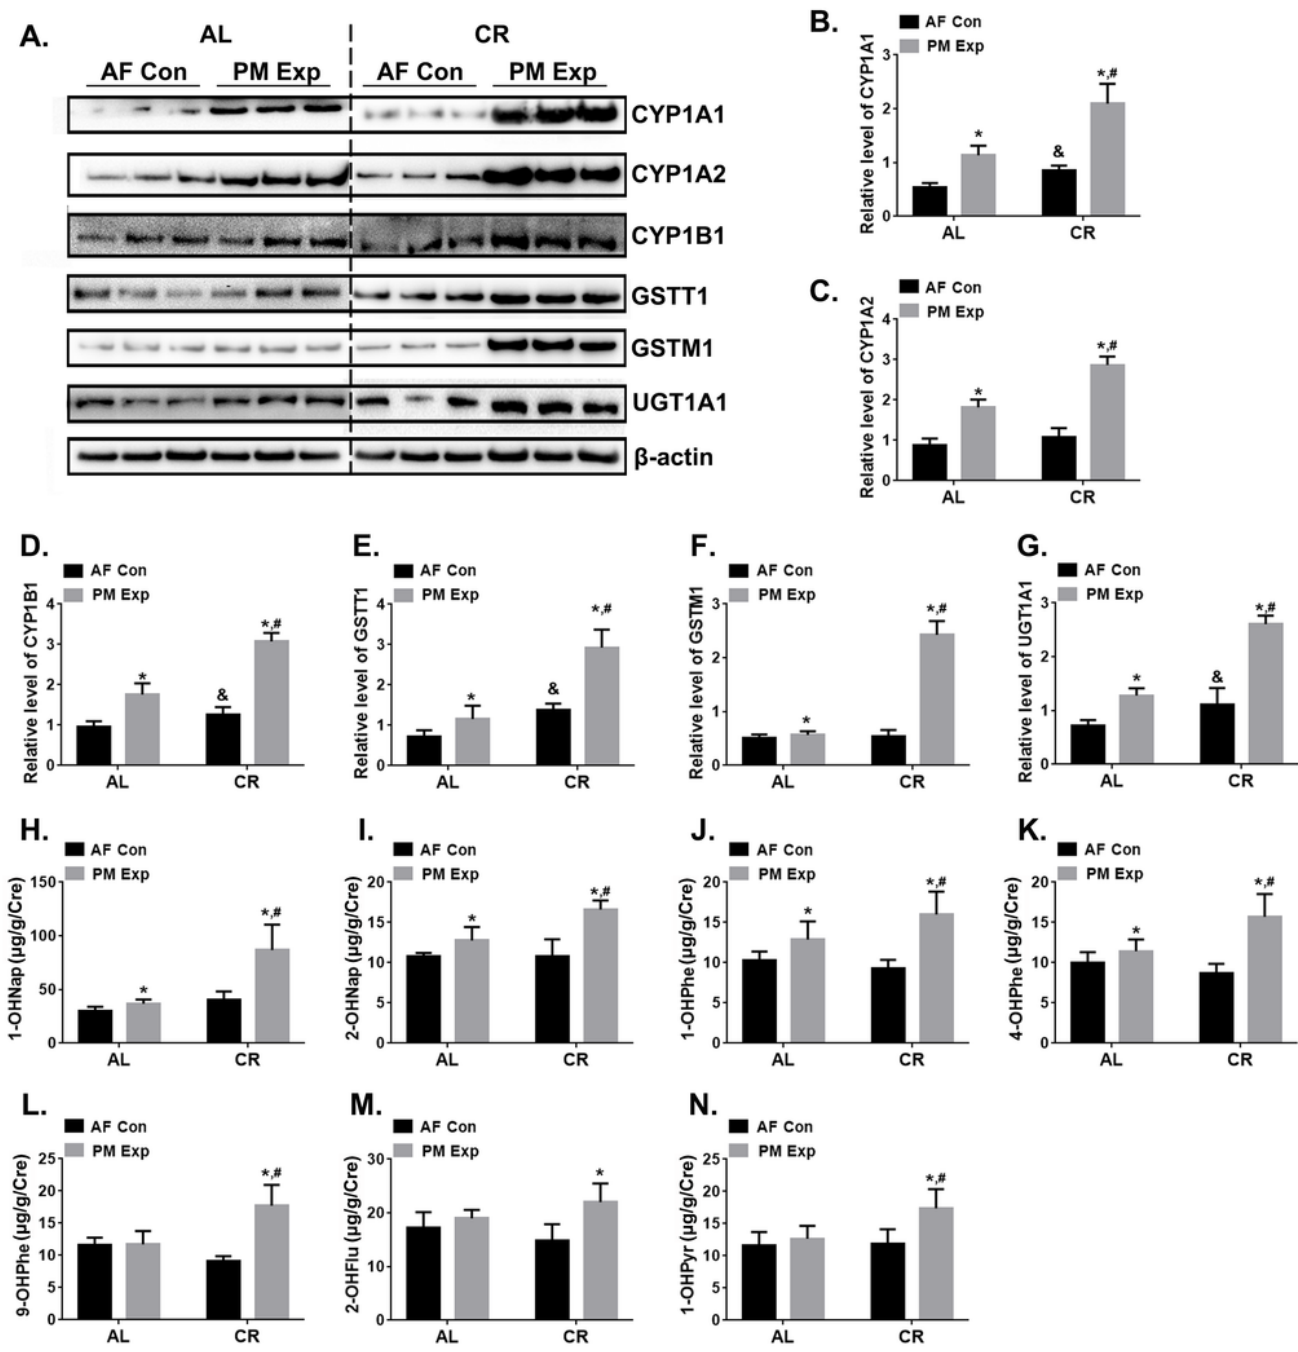 A.
AL CR
AF Con PM Exp AF Con PM Exp
CYP1A1
CYP1A2
CYP1B1
GSTT1
GSTM1
UGT1A1
β-actin
B.
AF Con
PM Exp
Relative level of CYP1A1
3
2
1
0
*
&
*,#
AL CR
C.
AF Con
PM Exp
Relative level of CYP1A2
4
3
2
1
0
*
*,#
AL CR
D.
AF Con
PM Exp
Relative level of CYP1B1
4
3
2
1
0
*
&
*,#
AL CR
E.
AF Con
PM Exp
Relative level of GSTT1
4
3
2
1
0
*
&
*,#
AL CR
F.
AF Con
PM Exp
Relative level of GSTM1
3
2
1
0
*
*,#
AL CR
G.
AF Con
PM Exp
Relative level of UGT1A1
3
2
1
0
*
&
*,#
AL CR
H.
AF Con
PM Exp
1-OHNap (µg/g/Cre)
150
100
50
0
*
*,#
AL CR
I.
AF Con
PM Exp
2-OHNap (µg/g/Cre)
20
15
10
5
0
*
*,#
AL CR
J.
AF Con
PM Exp
1-OHPhe (µg/g/Cre)
20
15
10
5
0
*
*,#
AL CR
K.
AF Con
PM Exp
4-OHPhe (µg/g/Cre)
20
15
10
5
0
*
*,#
AL CR
L.
AF Con
PM Exp
9-OHPhe (µg/g/Cre)
25
20
15
10
5
0
*,#
AL CR
M.
AF Con
PM Exp
2-OHFlu (µg/g/Cre)
30
20
10
0
*
AL CR
N.
AF Con
PM Exp
1-OHPyr (µg/g/Cre)
25
20
15
10
5
0
*,#
AL CR